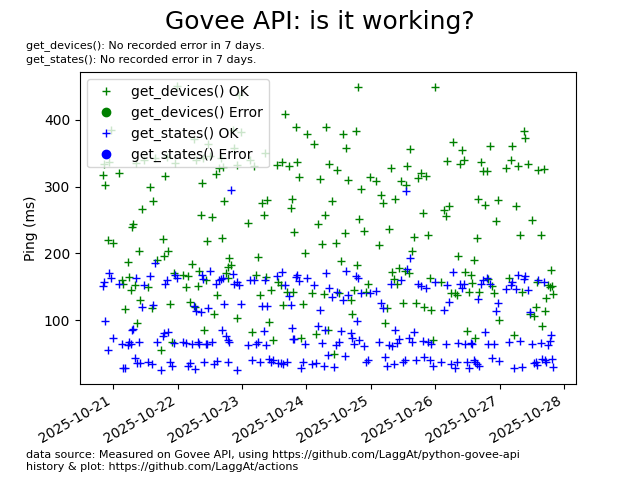 Govee API: is it working?
get_devices(): No recorded error in 7 days.
get_states(): No recorded error in 7 days.
get_devices() OK
get_devices() Error
get_states() OK
get_states() Error
Ping (ms)
400
300
200
100
2025-10-21
2025-10-22
2025-10-23
2025-10-24
2025-10-25
2025-10-26
2025-10-27
2025-10-28
data source: Measured on Govee API, using https://github.com/LaggAt/python-govee-api
history & plot: https://github.com/LaggAt/actions